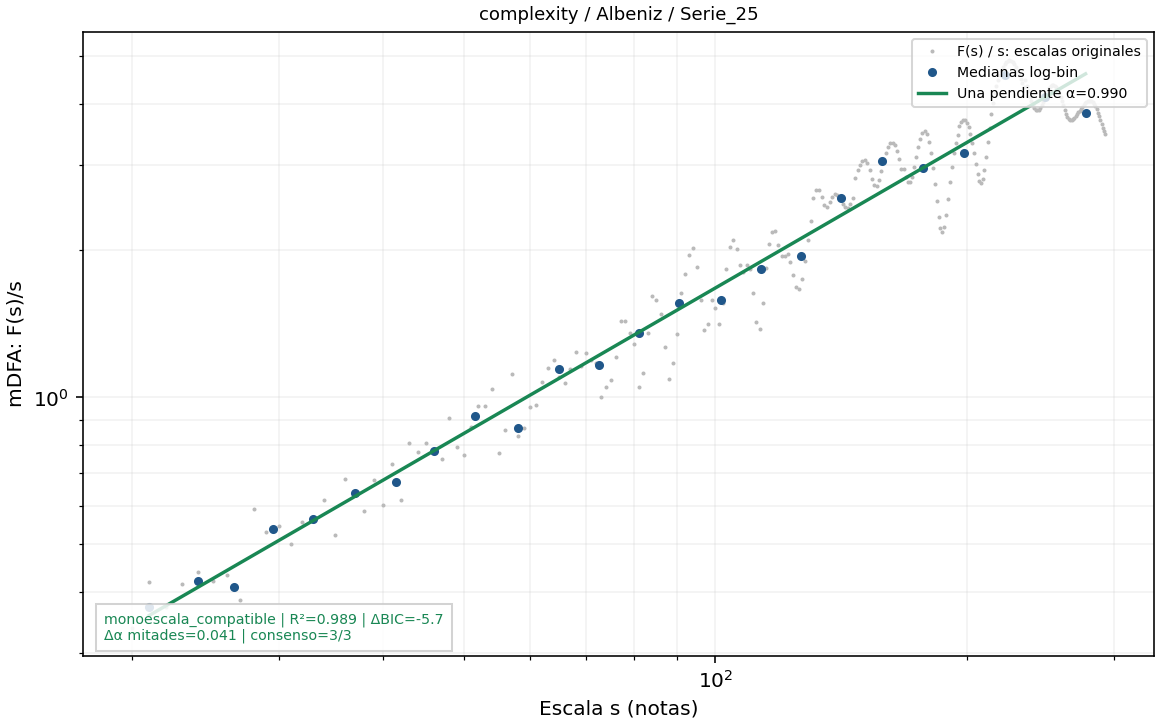 complexity / Albeniz / Serie_25
F(s) / s: escalas originales
Medianas log-bin
Una pendiente α=0.990
mDFA: F(s)/s
10⁰
monoescala_compatible | R²=0.989 | ΔBIC=-5.7
Δα mitades=0.041 | consenso=3/3
10²
Escala s (notas)